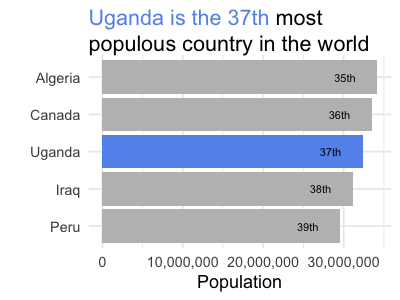 Uganda is the 37th most
populous country in the world
Algeria 35th
Canada 36th
Uganda 37th
Iraq 38th
Peru 39th
0 10,000,000 20,000,000 30,000,000
Population